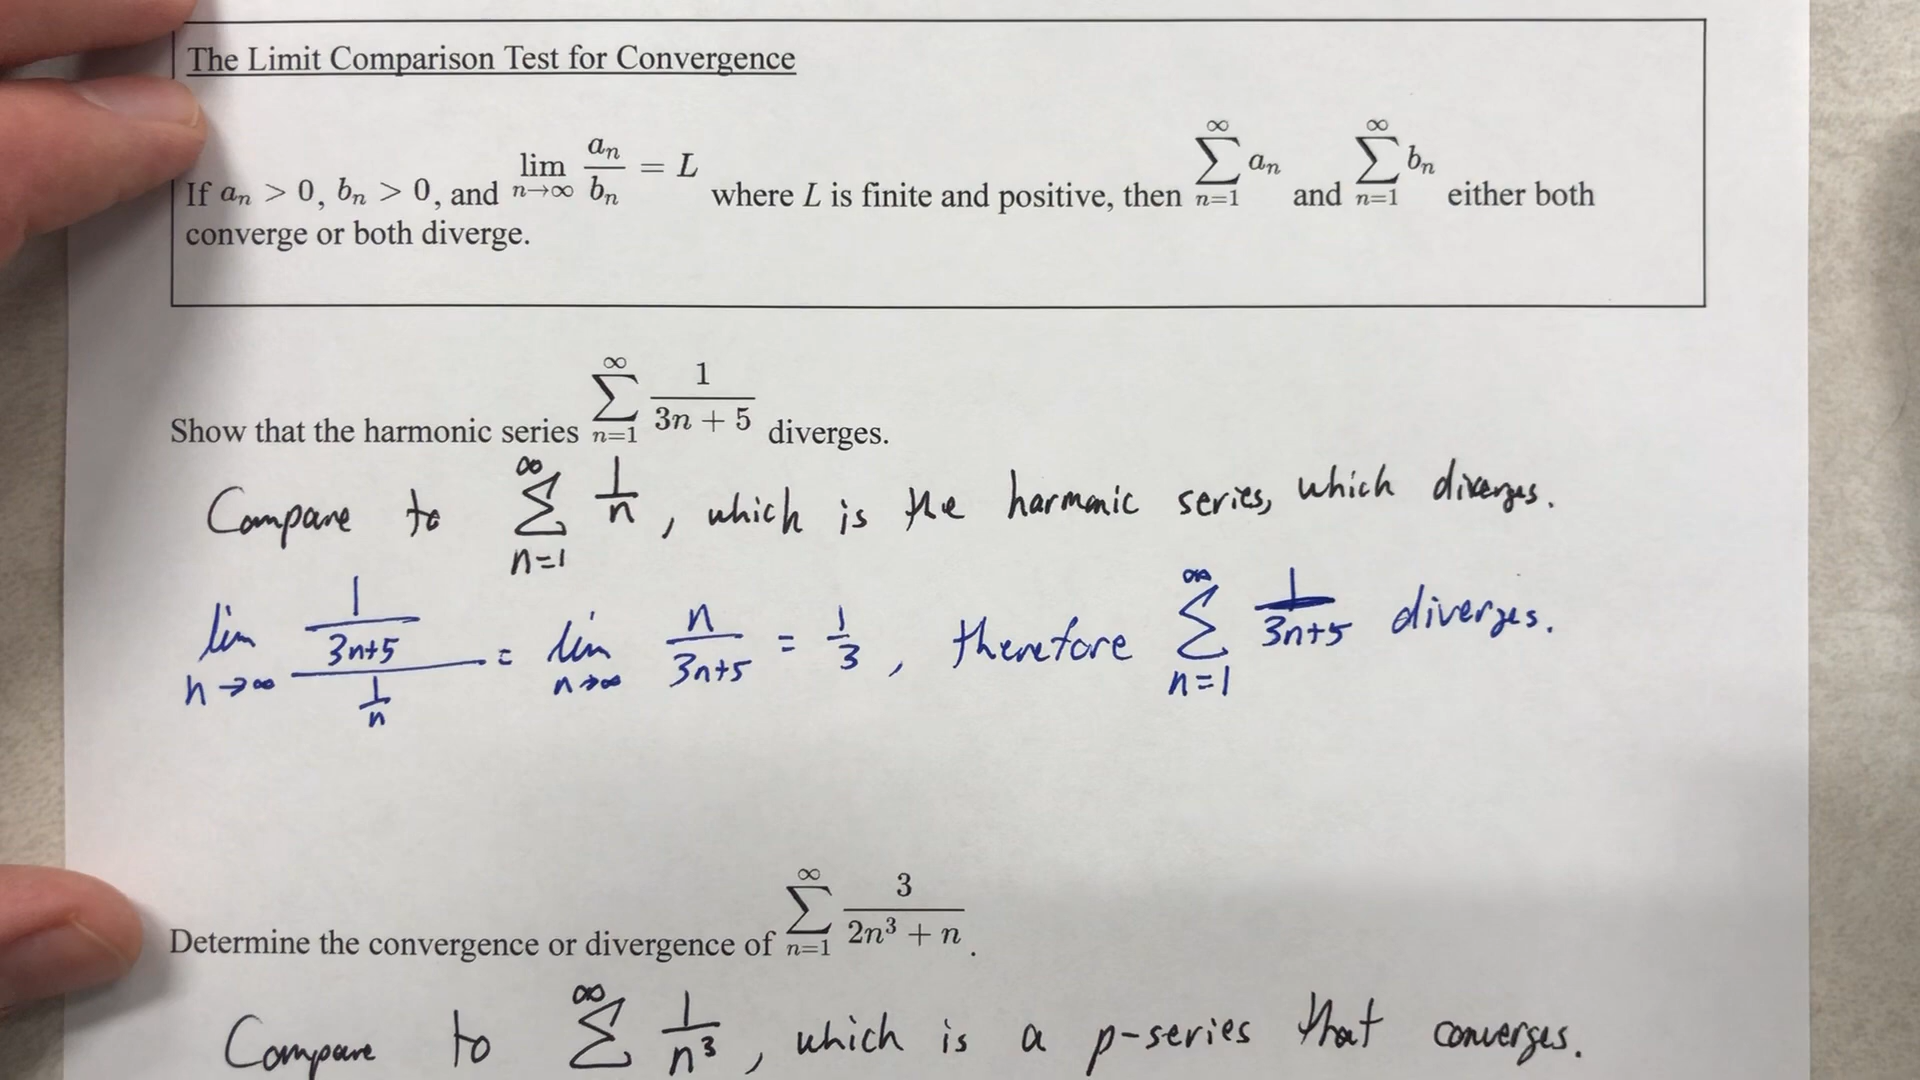 The Limit Comparison Test for Convergence
If aₙ > 0, bₙ > 0, and lim n→∞ aₙ/bₙ = L where L is finite and positive, then ∑ n=1 ∞ aₙ and ∑ n=1 ∞ bₙ either both
converge or both diverge.
Show that the harmonic series ∑ n=1 ∞ 1/(3n + 5) diverges.
Compare to ∑ n=1 ∞ 1/n, which is the harmonic series, which diverges.
lim n→∞ (1/(3n+5))/(1/n) = lim n→∞ n/(3n+5) = 1/3, therefore ∑ n=1 ∞ 1/(3n+5) diverges.
Determine the convergence or divergence of ∑ n=1 ∞ 3/(2n³ + n).
Compare to ∑ ∞ 1/n³, which is a p-series that converges.